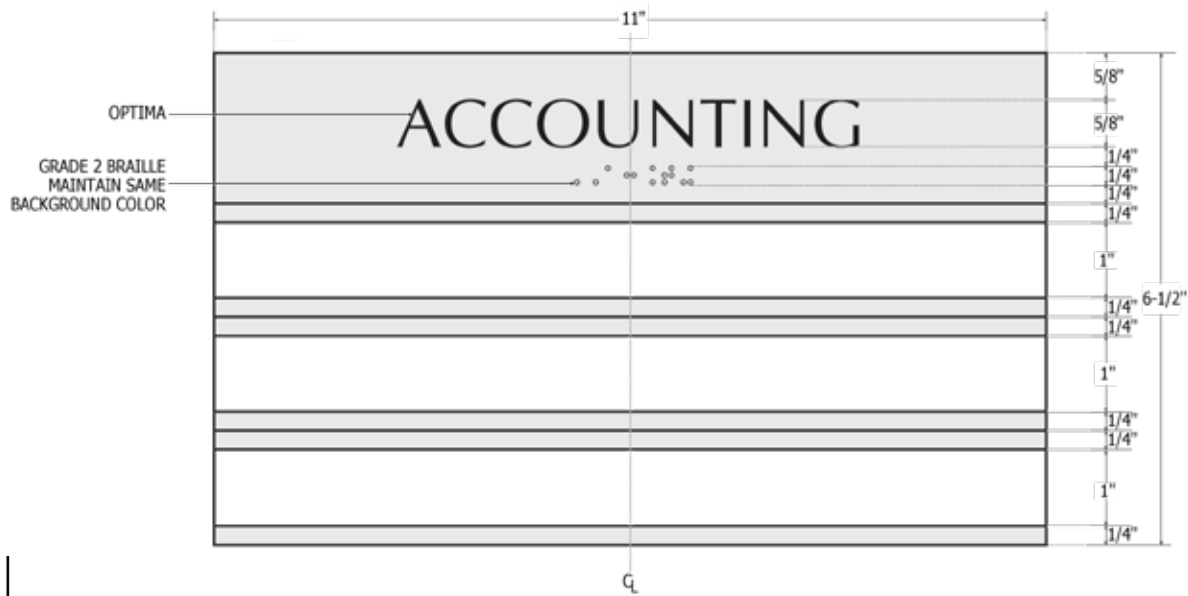 11"
5/8"
OPTIMA
ACCOUNTING
5/8"
1/4"
GRADE 2 BRAILLE
MAINTAIN SAME
BACKGROUND COLOR
1/4"
1/4"
1/4"
1"
6-1/2"
1/4"
1/4"
1"
1/4"
1/4"
1"
1/4"
CL